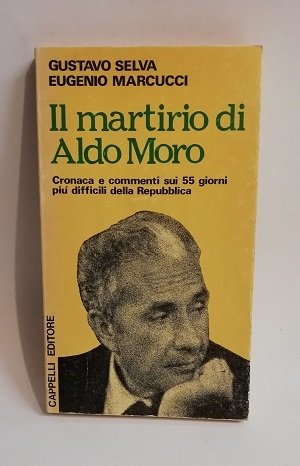 GUSTAVO SELVA
EUGENIO MARCUCCI
Il martirio di
Aldo Moro
Cronaca e commenti sui 55 giorni
piú difficili della Repubblica
CAPPELLI EDITORE